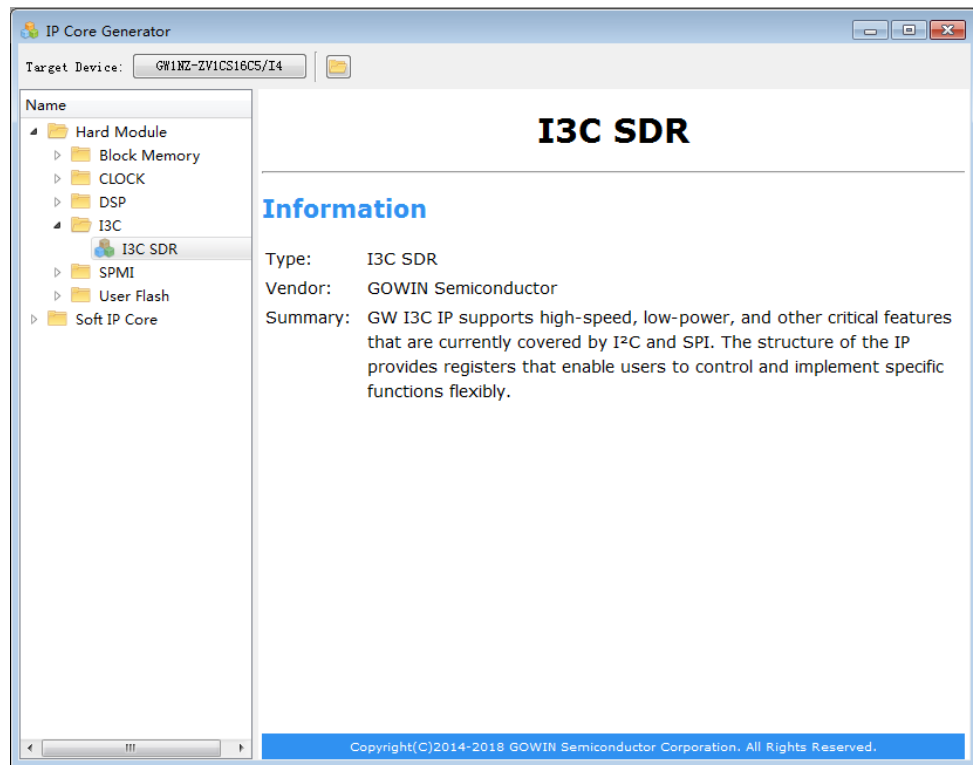 IP Core Generator
Target Device: GW1NZ-ZV1CS16C5/I4
Name
Hard Module
Block Memory
CLOCK
DSP
I3C
I3C SDR
SPMI
User Flash
Soft IP Core
I3C SDR
Information
Type: I3C SDR
Vendor: GOWIN Semiconductor
Summary: GW I3C IP supports high-speed, low-power, and other critical features
that are currently covered by I²C and SPI. The structure of the IP
provides registers that enable users to control and implement specific
functions flexibly.
Copyright(C)2014-2018 GOWIN Semiconductor Corporation. All Rights Reserved.